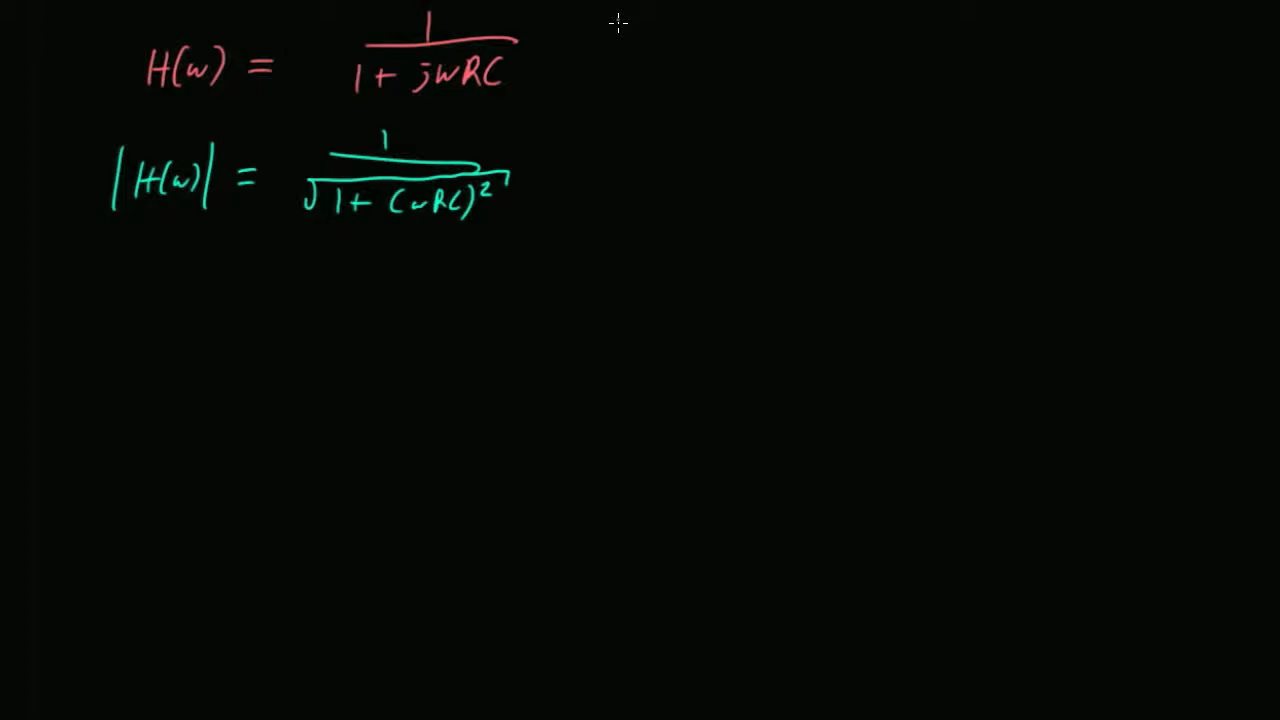 H(w) = 1 / (1 + jwRC)
|H(w)| = 1 / √(1 + (wRC)²)